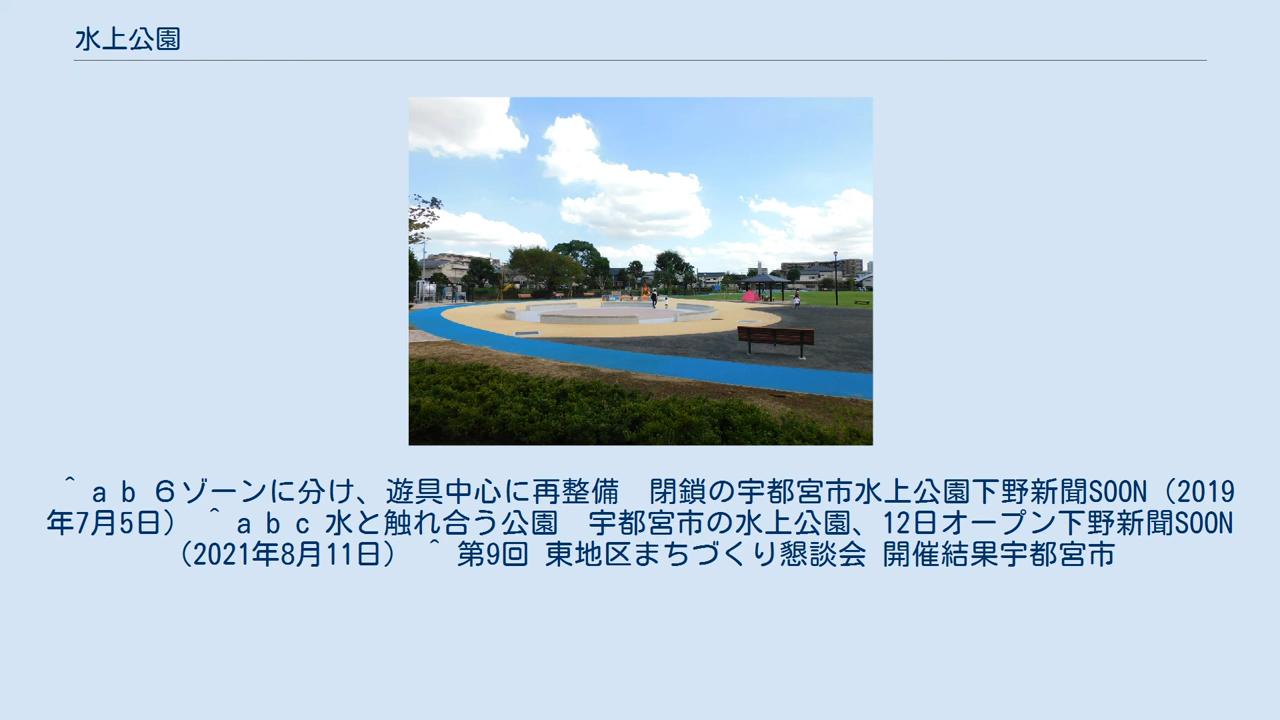 水上公園
^ a b ６ゾーンに分け、遊具中心に再整備　閉鎖の宇都宮市水上公園下野新聞SOON（2019
年7月5日） ^ a b c 水と触れ合う公園　宇都宮市の水上公園、12日オープン下野新聞SOON
（2021年8月11日） ^ 第9回 東地区まちづくり懇談会 開催結果宇都宮市